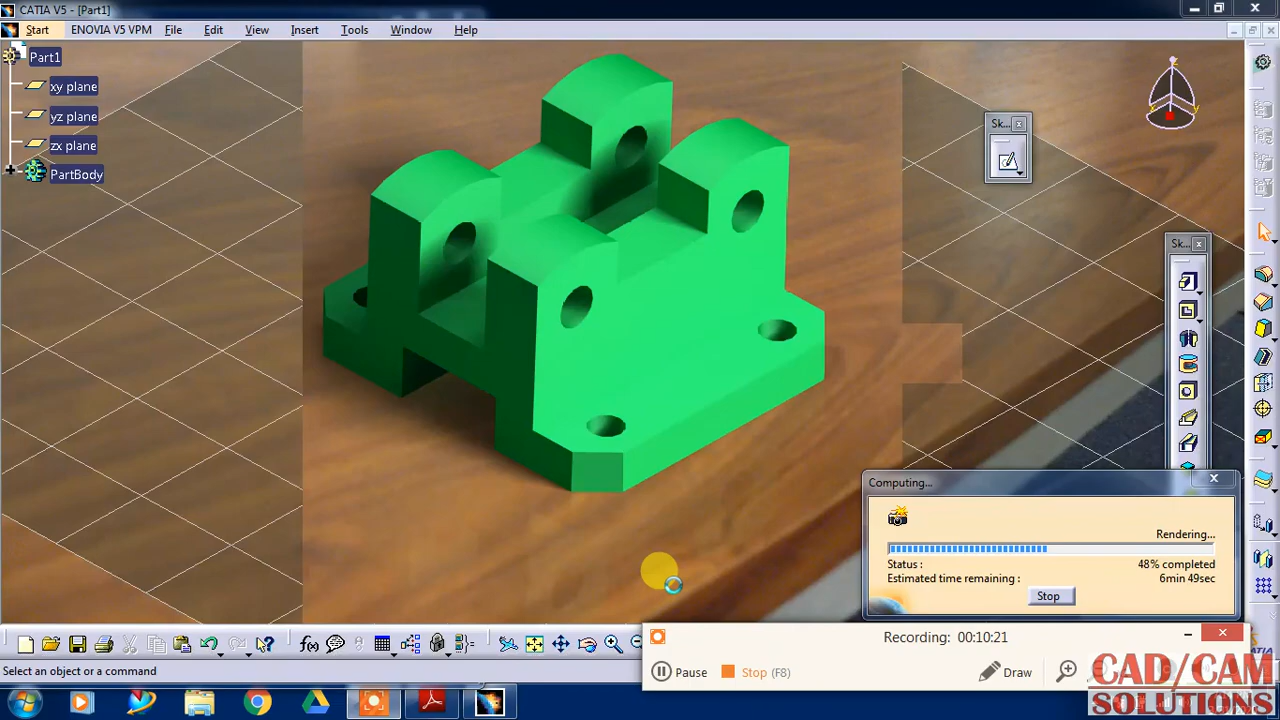 CATIA V5 - [Part1]
Start ENOVIA V5 VPM File Edit View Insert Tools Window Help
Part1
xy plane
yz plane
zx plane
PartBody
z
x y
Sk...
Sk...
Computing...
Rendering...
Status : 48% completed
Estimated time remaining : 6min 49sec
Stop
f(x)
Recording: 00:10:21
Pause Stop (F8) Draw
Select an object or a command
CAD/CAM
SOLUTIONS